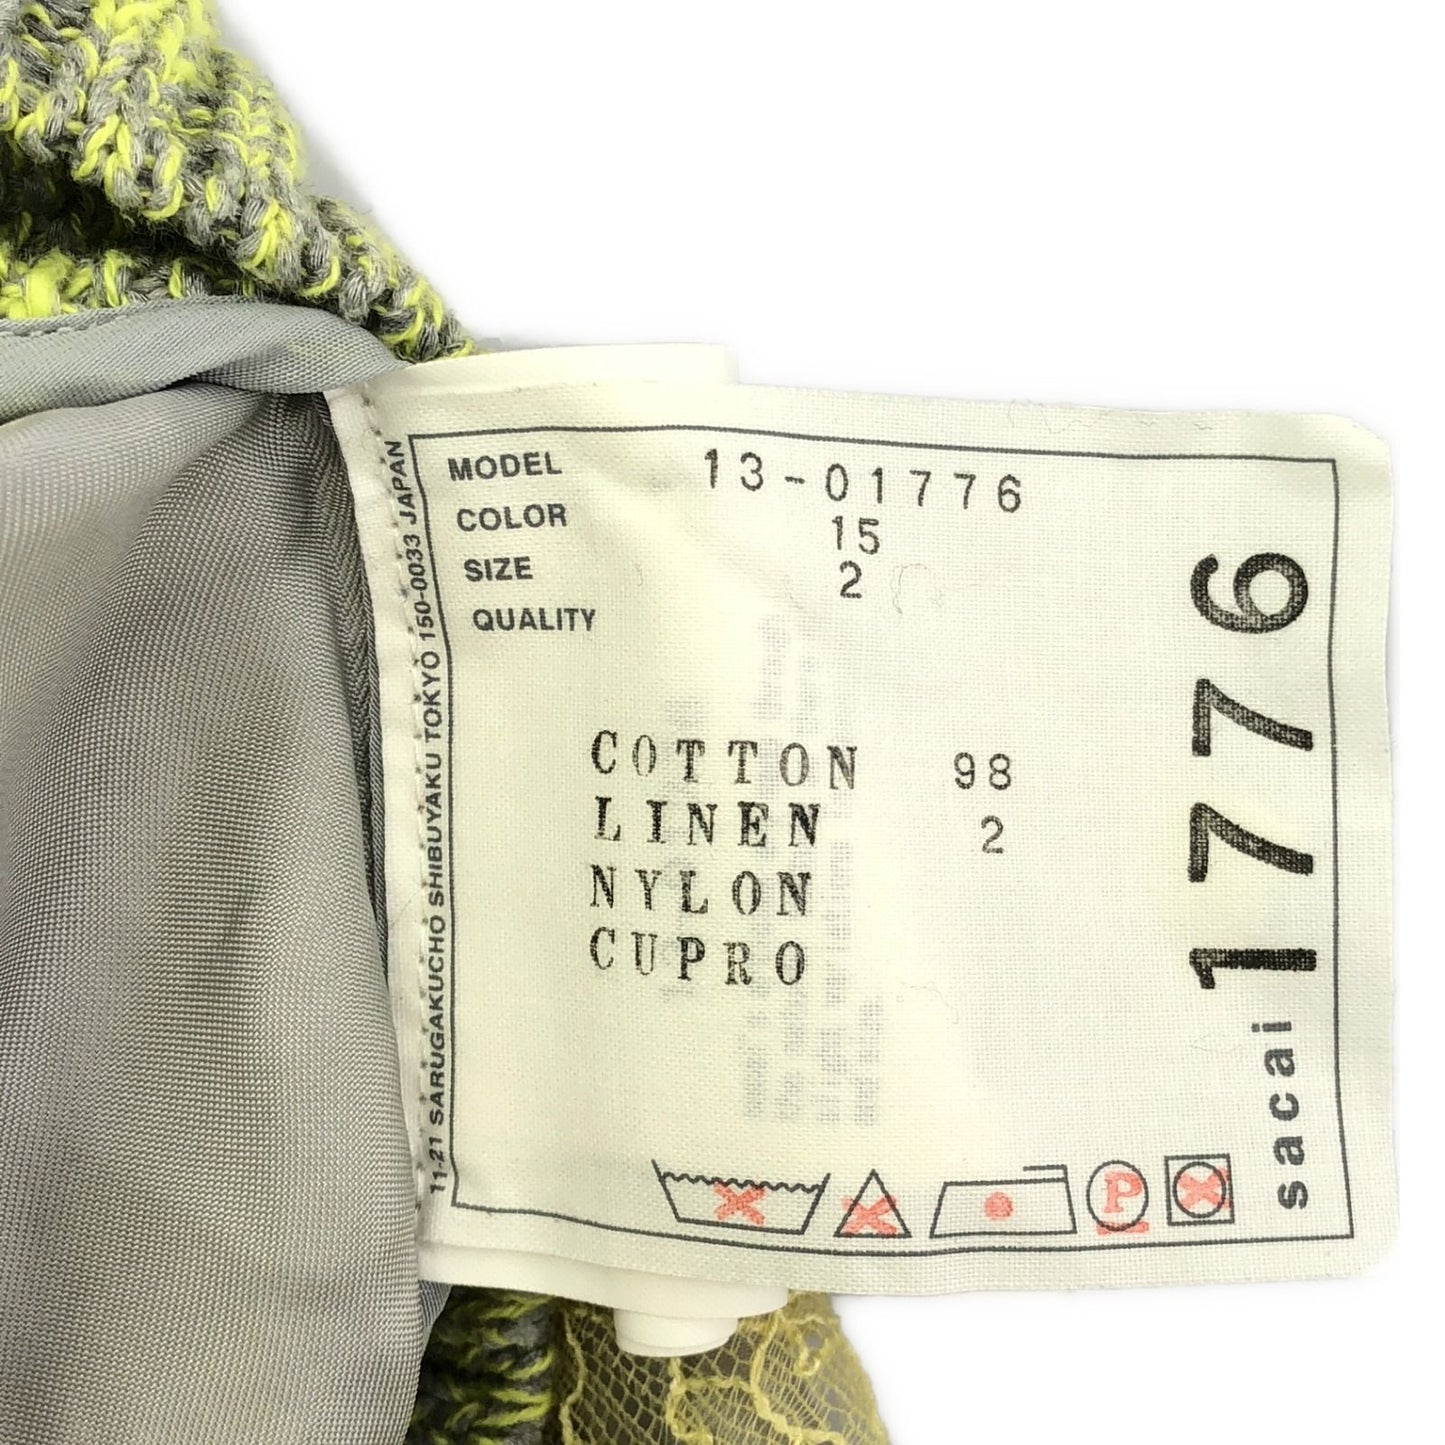 MODEL 13-01776
COLOR 15
SIZE 2
QUALITY
COTTON 98
LINEN 2
NYLON
CUPRO
P
sacai 1776
11-21 SARUGAKUCHO SHIBUYAKU TOKYO 150-0033 JAPAN